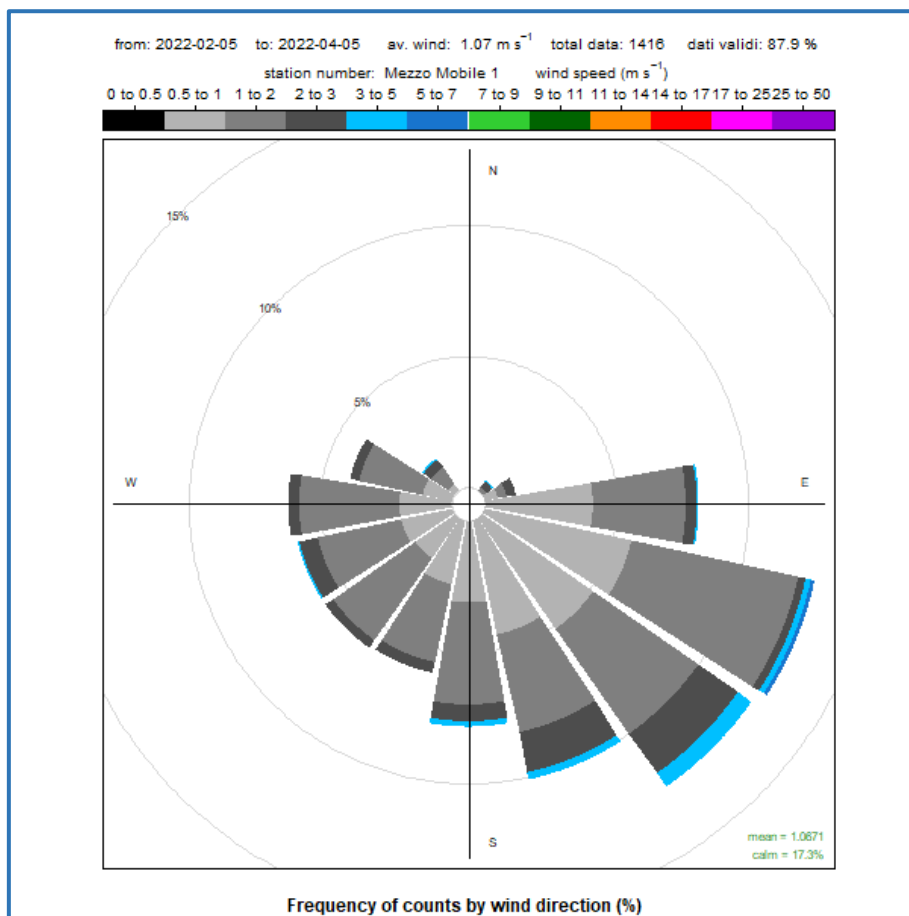 from: 2022-02-05 to: 2022-04-05 av. wind: 1.07 m s⁻¹ total data: 1416 dati validi: 87.9 %
station number: Mezzo Mobile 1 wind speed (m s⁻¹)
0 to 0.5 0.5 to 1 1 to 2 2 to 3 3 to 5 5 to 7 7 to 9 9 to 11 11 to 14 14 to 17 17 to 25 25 to 50
N
15%
10%
5%
W
E
S
mean = 1.0671
calm = 17.3%
Frequency of counts by wind direction (%)